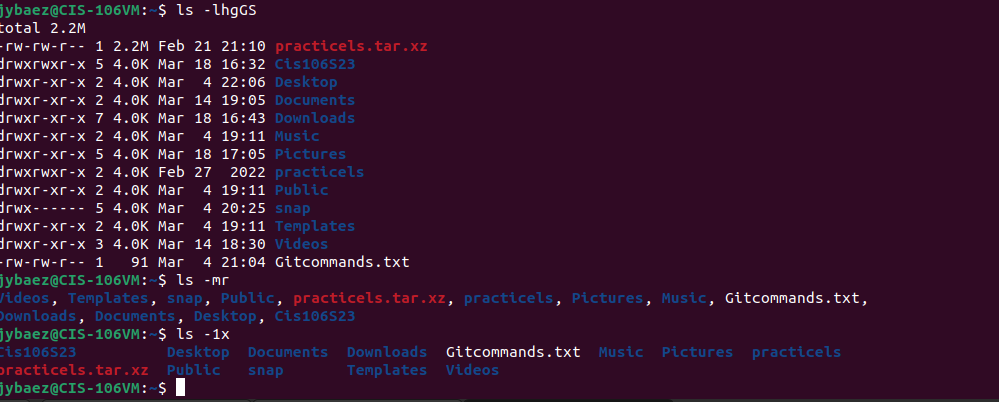 jybaez@CIS-106VM:~$ ls -lhgGS
total 2.2M
-rw-rw-r-- 1 2.2M Feb 21 21:10 practicels.tar.xz
drwxrwxr-x 5 4.0K Mar 18 16:32 Cis106S23
drwxr-xr-x 2 4.0K Mar  4 22:06 Desktop
drwxr-xr-x 2 4.0K Mar 14 19:05 Documents
drwxr-xr-x 7 4.0K Mar 18 16:43 Downloads
drwxr-xr-x 2 4.0K Mar  4 19:11 Music
drwxr-xr-x 5 4.0K Mar 18 17:05 Pictures
drwxrwxr-x 2 4.0K Feb 27  2022 practicels
drwxr-xr-x 2 4.0K Mar  4 19:11 Public
drwx------ 5 4.0K Mar  4 20:25 snap
drwxr-xr-x 2 4.0K Mar  4 19:11 Templates
drwxr-xr-x 3 4.0K Mar 14 18:30 Videos
-rw-rw-r-- 1   91 Mar  4 21:04 Gitcommands.txt
jybaez@CIS-106VM:~$ ls -mr
Videos, Templates, snap, Public, practicels.tar.xz, practicels, Pictures, Music, Gitcommands.txt,
Downloads, Documents, Desktop, Cis106S23
jybaez@CIS-106VM:~$ ls -1x
Cis106S23          Desktop  Documents  Downloads  Gitcommands.txt  Music  Pictures  practicels
practicels.tar.xz  Public   snap       Templates  Videos
jybaez@CIS-106VM:~$